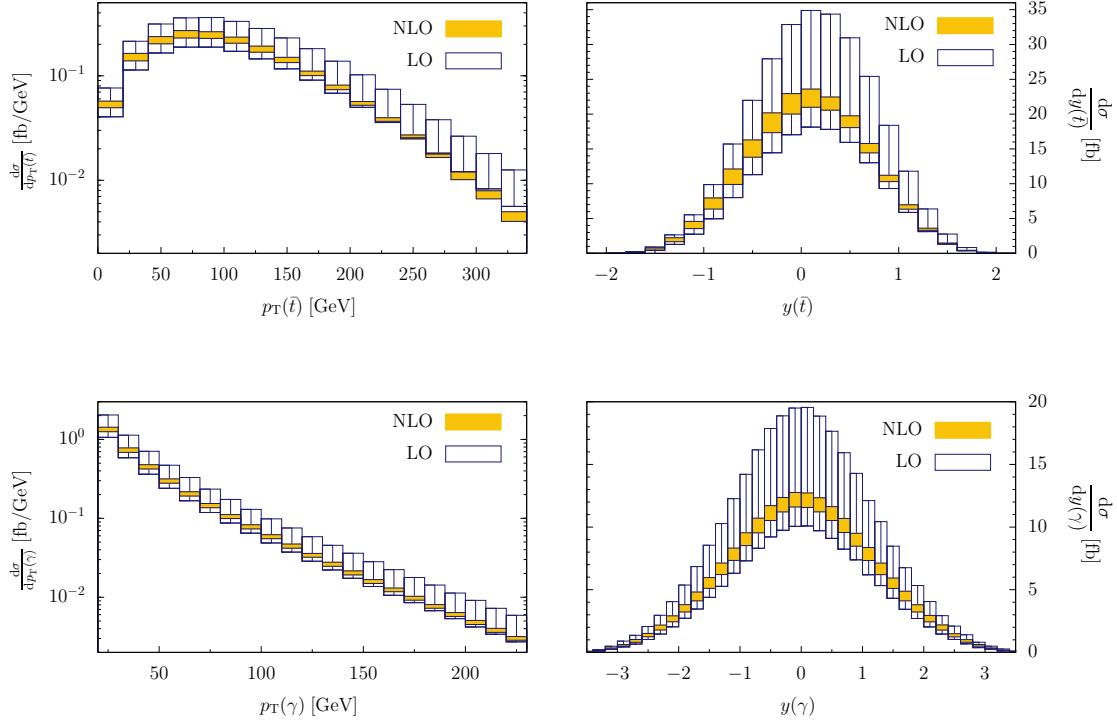 NLO
LO
10⁻¹
10⁻²
dσ/dp_T(t̄) [fb/GeV]
0 50 100 150 200 250 300
p_T(t̄) [GeV]
NLO
LO
35
30
25
20
15
10
5
0
dσ/dy(t̄) [fb]
−2 −1 0 1 2
y(t̄)
NLO
LO
10⁰
10⁻¹
10⁻²
dσ/dp_T(γ) [fb/GeV]
50 100 150 200
p_T(γ) [GeV]
NLO
LO
20
15
10
5
0
dσ/dy(γ) [fb]
−3 −2 −1 0 1 2 3
y(γ)